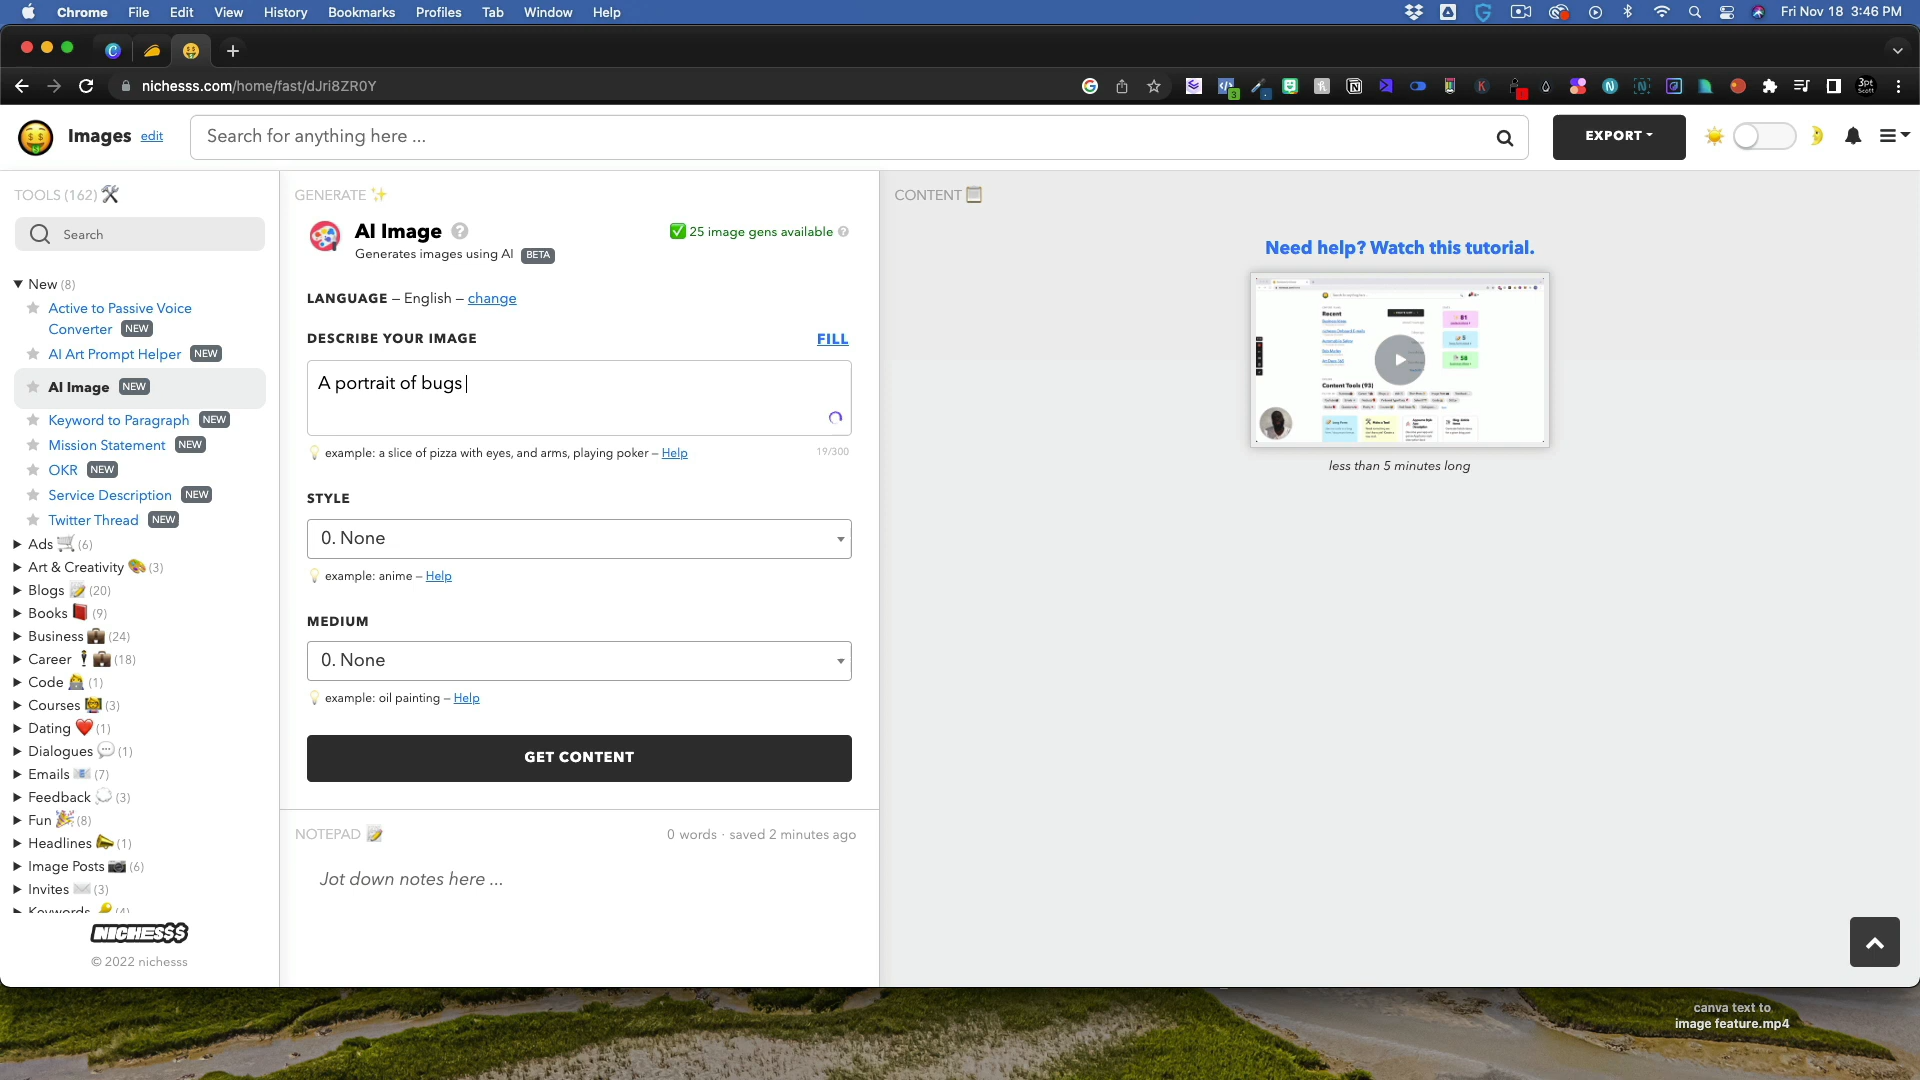 Chrome File Edit View History Bookmarks Profiles Tab Window Help
Fri Nov 18 3:46 PM
nichesss.com/home/fast/dJri8ZR0Y
Images edit
Search for anything here ...
EXPORT
TOOLS (162)
Search
New (8)
Active to Passive Voice
Converter NEW
AI Art Prompt Helper NEW
AI Image NEW
Keyword to Paragraph NEW
Mission Statement NEW
OKR NEW
Service Description NEW
Twitter Thread NEW
Ads (6)
Art & Creativity (3)
Blogs (20)
Books (9)
Business (24)
Career (18)
Code (1)
Courses (3)
Dating (1)
Dialogues (1)
Emails (7)
Feedback (3)
Fun (8)
Headlines (1)
Image Posts (6)
Invites (3)
Keywords (4)
NICHES$$
© 2022 nichesss
GENERATE
AI Image
25 image gens available
Generates images using AI BETA
LANGUAGE – English – change
DESCRIBE YOUR IMAGE
FILL
A portrait of bugs
example: a slice of pizza with eyes, and arms, playing poker – Help
19/300
STYLE
0. None
example: anime – Help
MEDIUM
0. None
example: oil painting – Help
GET CONTENT
NOTEPAD
0 words · saved 2 minutes ago
Jot down notes here ...
CONTENT
Need help? Watch this tutorial.
Recent
Content Tools (93)
less than 5 minutes long
canva text to
image feature.mp4